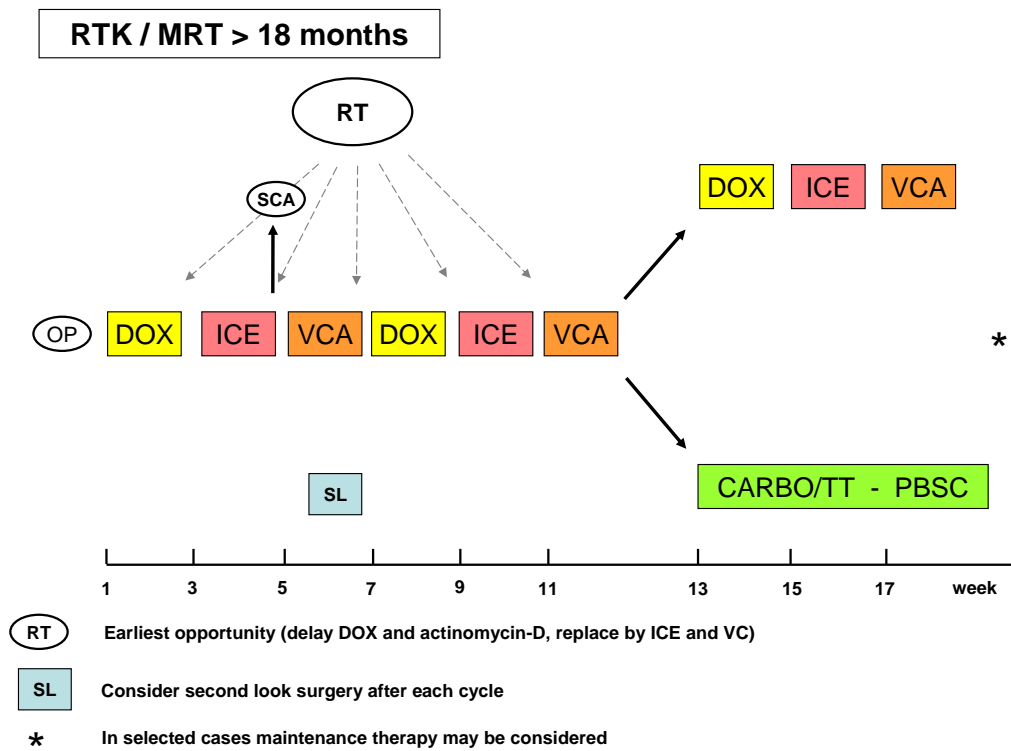 RTK / MRT > 18 months
RT
SCA
DOX ICE VCA
OP DOX ICE VCA DOX ICE VCA
*
SL
CARBO/TT - PBSC
1 3 5 7 9 11 13 15 17 week
RT Earliest opportunity (delay DOX and actinomycin-D, replace by ICE and VC)
SL Consider second look surgery after each cycle
* In selected cases maintenance therapy may be considered